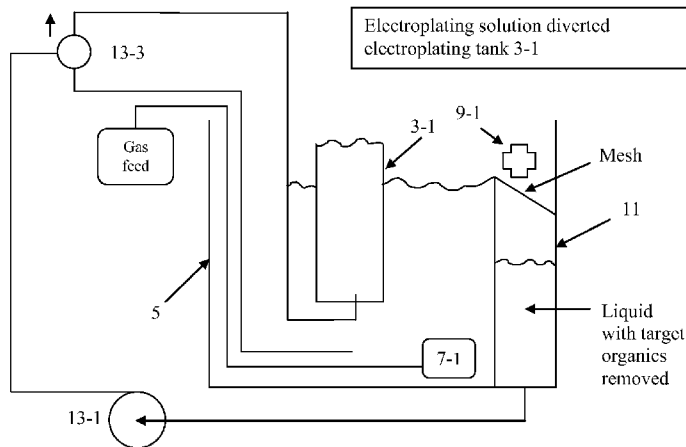 Electroplating solution diverted
electroplating tank 3-1
13-3
3-1
9-1
Gas
feed
Mesh
11
5
Liquid
with target
organics
removed
7-1
13-1